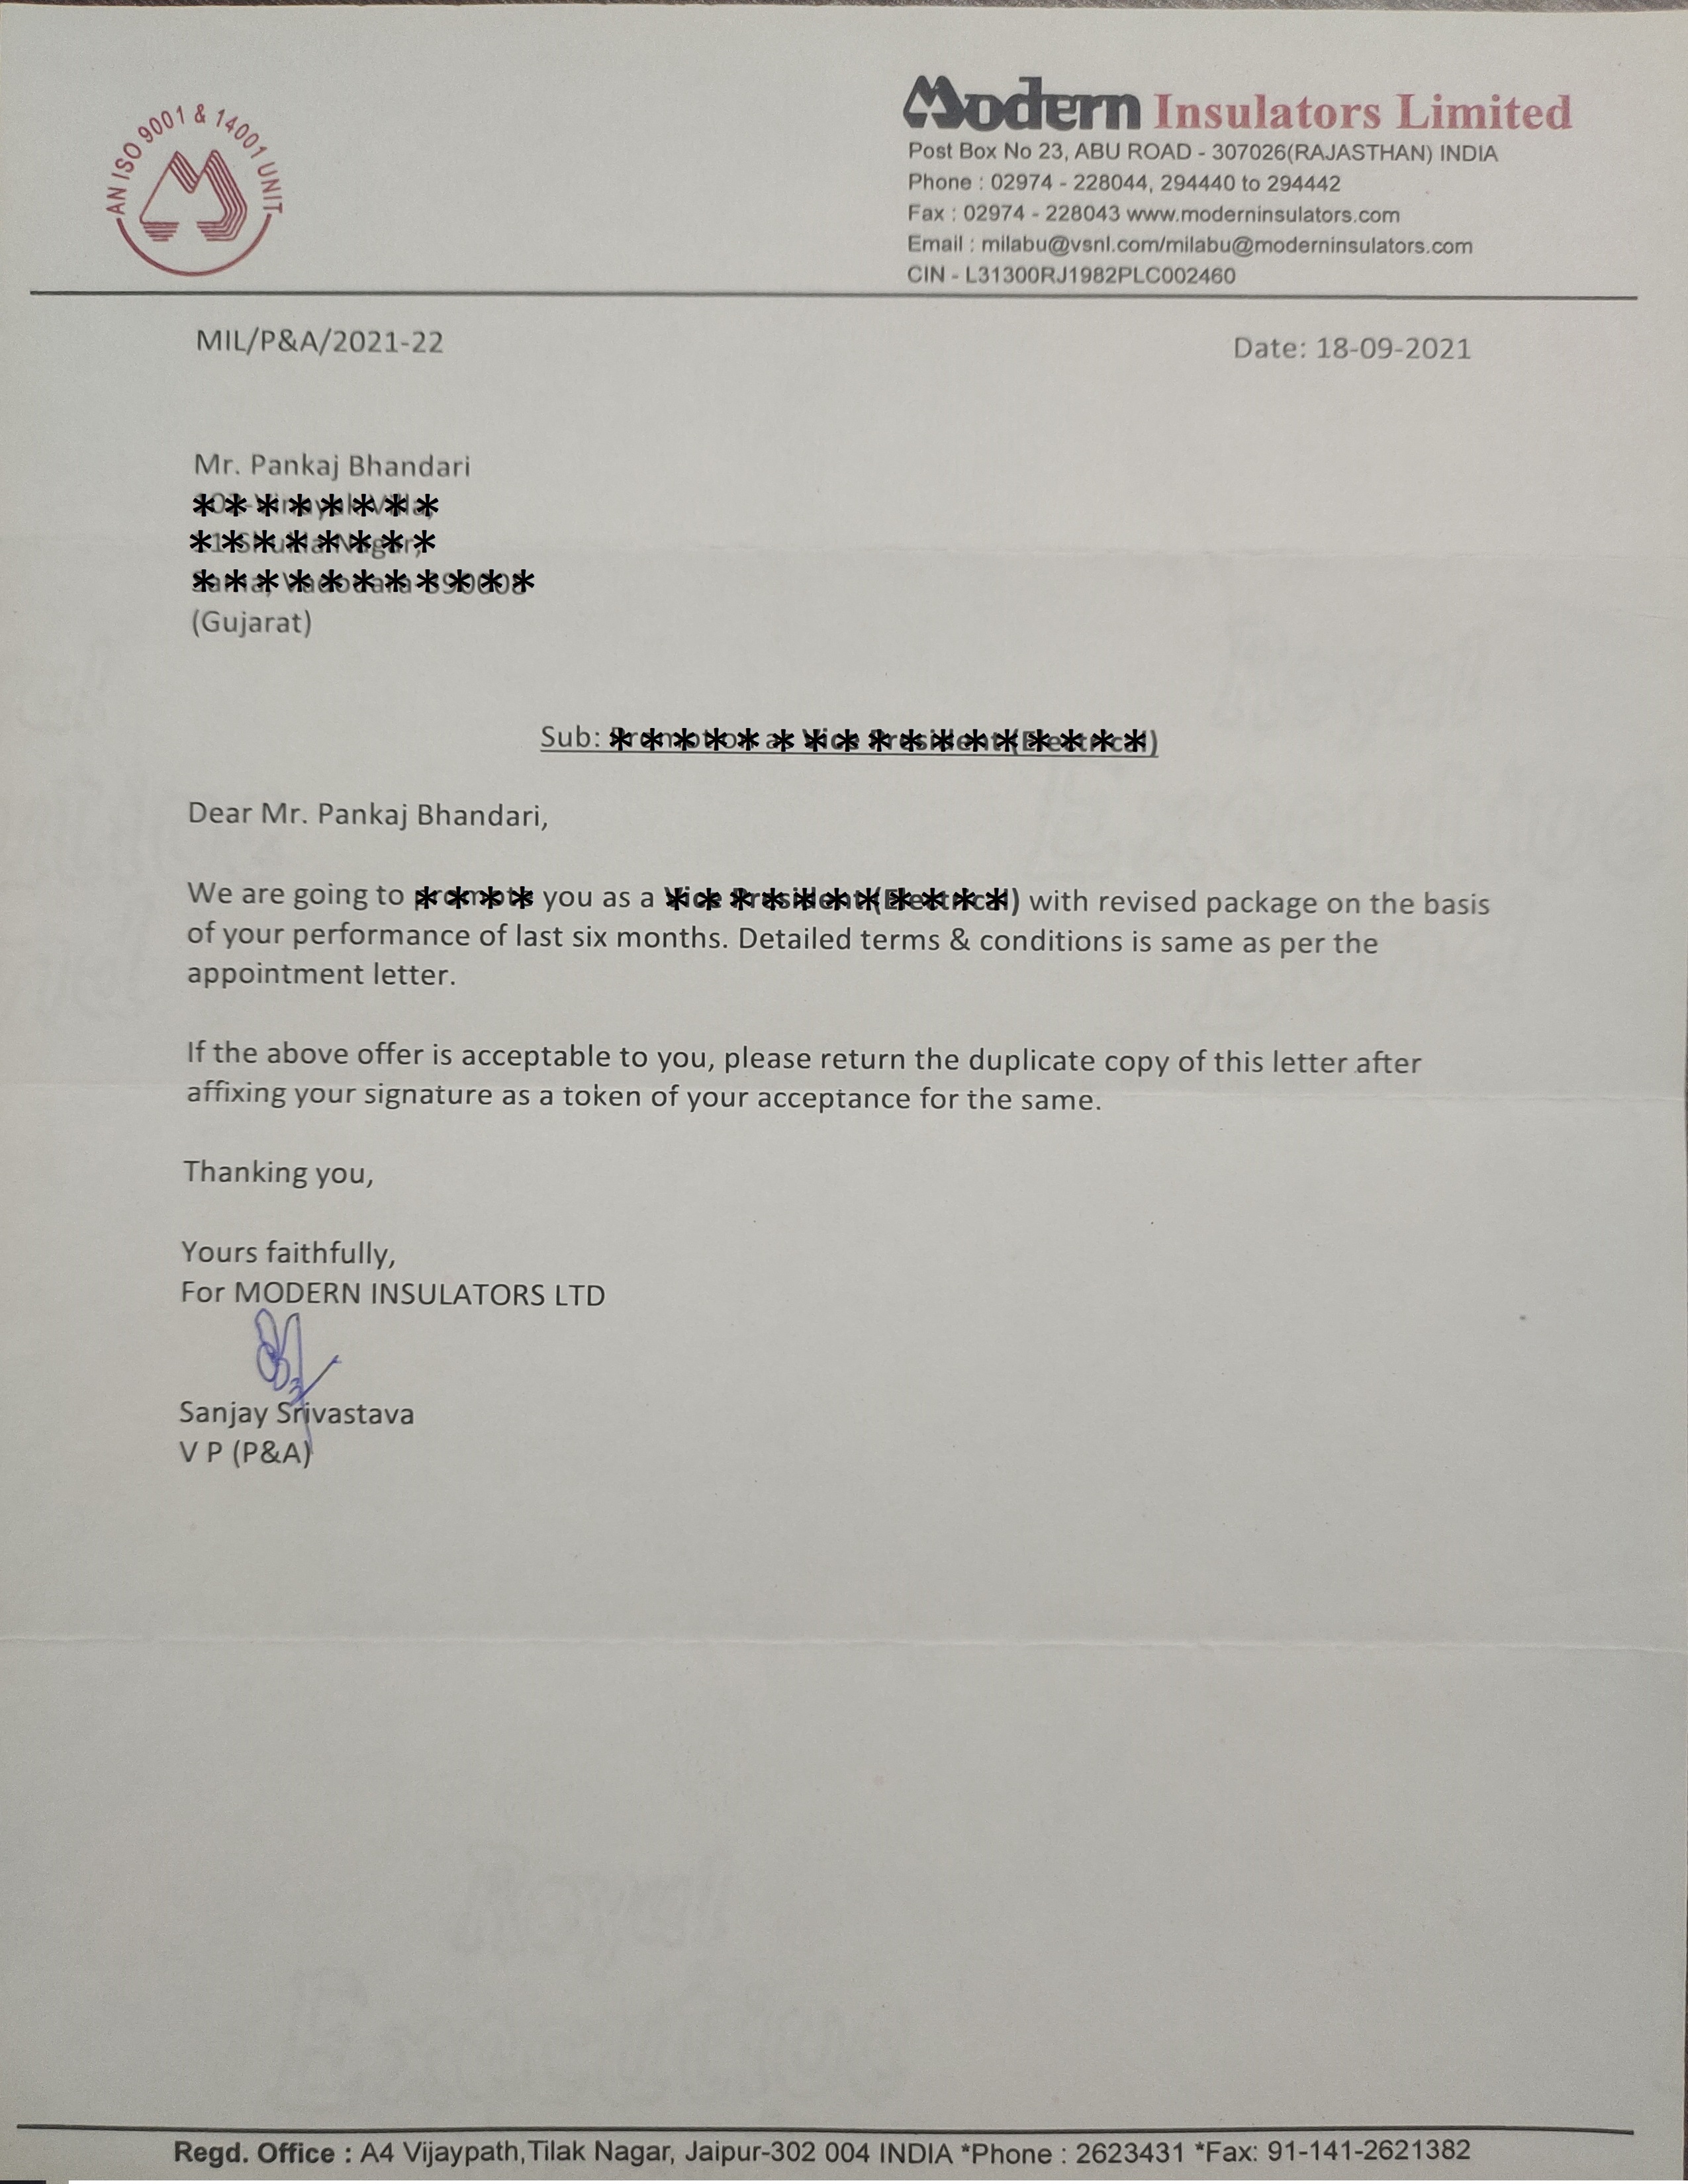 AN ISO 9001 & 14001 UNIT
Modern Insulators Limited
Post Box No 23, ABU ROAD - 307026(RAJASTHAN) INDIA
Phone : 02974 - 228044, 294440 to 294442
Fax : 02974 - 228043 www.moderninsulators.com
Email : milabu@vsnl.com/milabu@moderninsulators.com
CIN - L31300RJ1982PLC002460
MIL/P&A/2021-22 Date: 18-09-2021
Mr. Pankaj Bhandari
********
********
***********
(Gujarat)
Sub: *****************)
Dear Mr. Pankaj Bhandari,
We are going to **** you as a ***********) with revised package on the basis
of your performance of last six months. Detailed terms & conditions is same as per the
appointment letter.
If the above offer is acceptable to you, please return the duplicate copy of this letter after
affixing your signature as a token of your acceptance for the same.
Thanking you,
Yours faithfully,
For MODERN INSULATORS LTD
Sanjay Srivastava
V P (P&A)
Regd. Office : A4 Vijaypath,Tilak Nagar, Jaipur-302 004 INDIA *Phone : 2623431 *Fax: 91-141-2621382